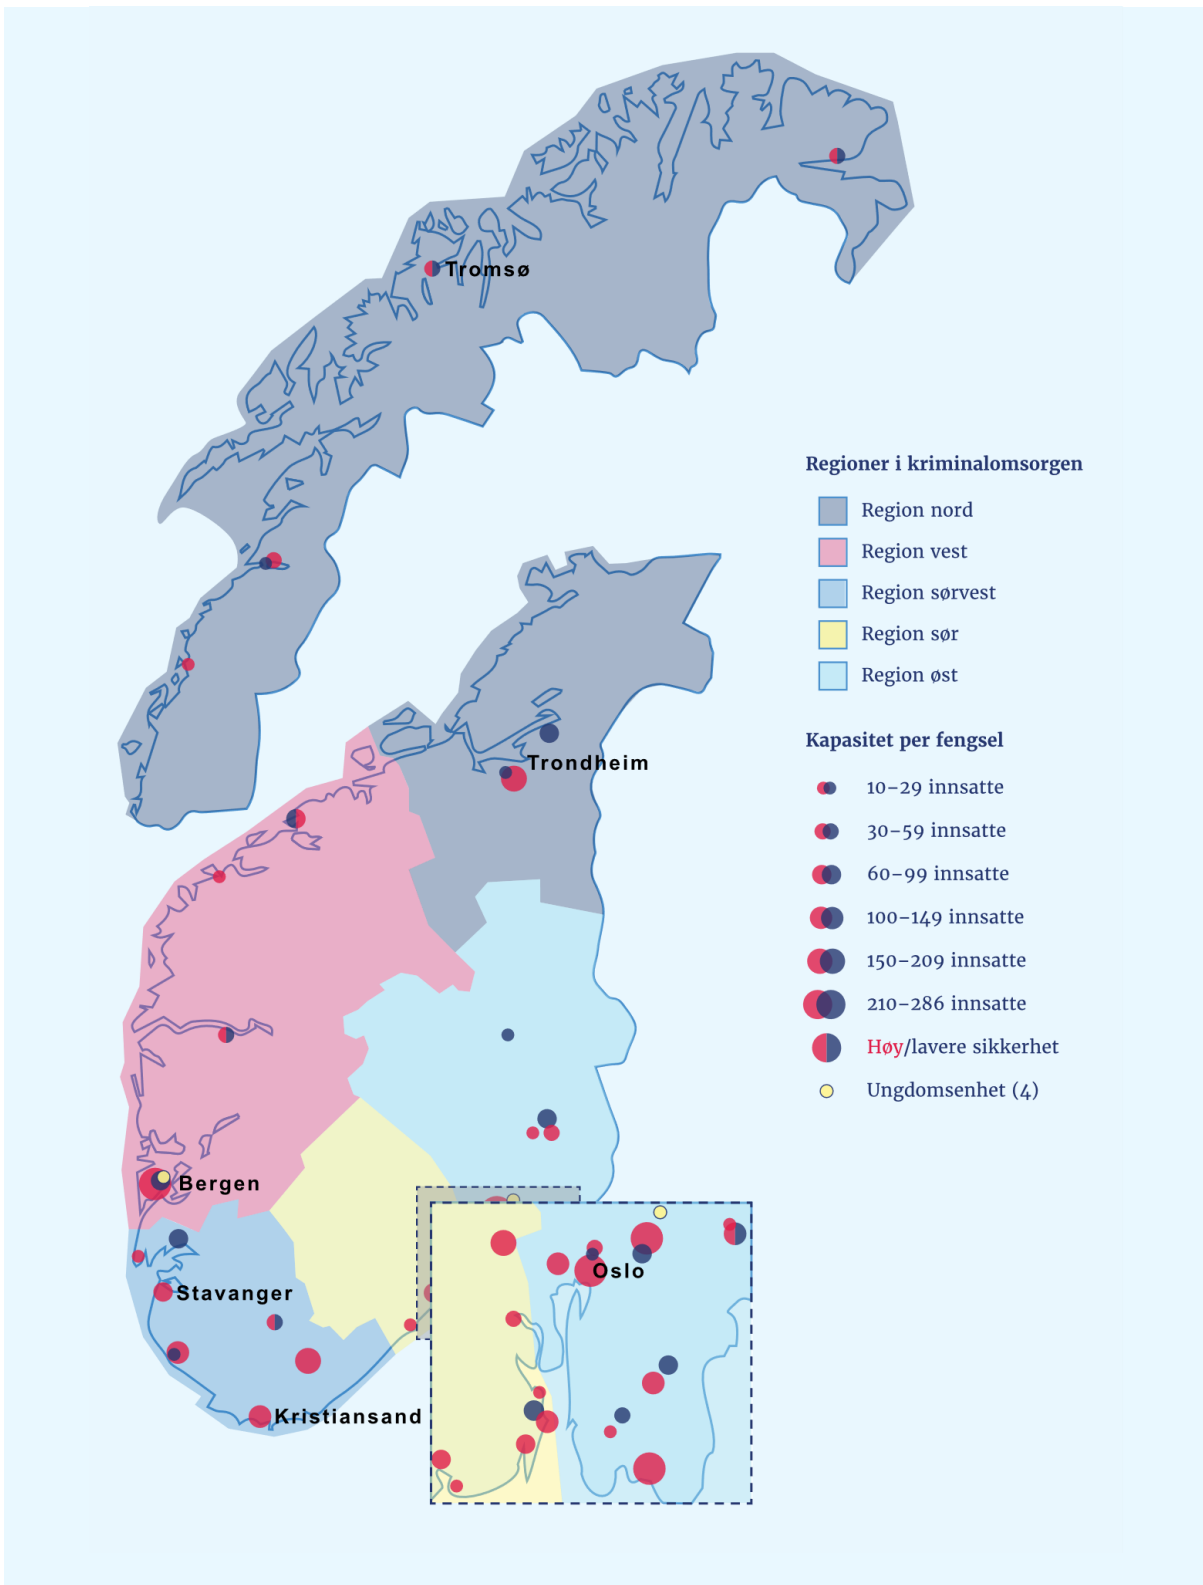 Tromsø
Trondheim
Bergen
Stavanger
Kristiansand
Oslo
Regioner i kriminalomsorgen
Region nord
Region vest
Region sørvest
Region sør
Region øst
Kapasitet per fengsel
10–29 innsatte
30–59 innsatte
60–99 innsatte
100–149 innsatte
150–209 innsatte
210–286 innsatte
Høy/lavere sikkerhet
Ungdomsenhet (4)